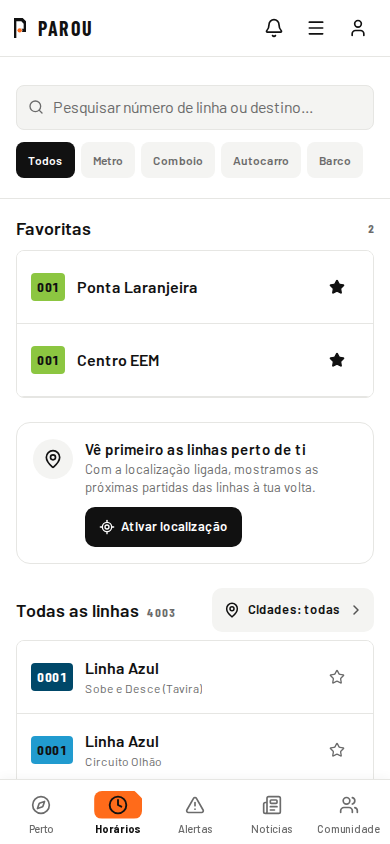 PAROU
Pesquisar número de linha ou destino...
Todos
Metro
Comboio
Autocarro
Barco
Favoritas
2
001
Ponta Laranjeira
001
Centro EEM
Vê primeiro as linhas perto de ti
Com a localização ligada, mostramos as
próximas partidas das linhas à tua volta.
Ativar localização
Todas as linhas 4003
Cidades: todas
0001
Linha Azul
Sobe e Desce (Tavira)
0001
Linha Azul
Circuito Olhão
Perto
Horários
Alertas
Notícias
Comunidade